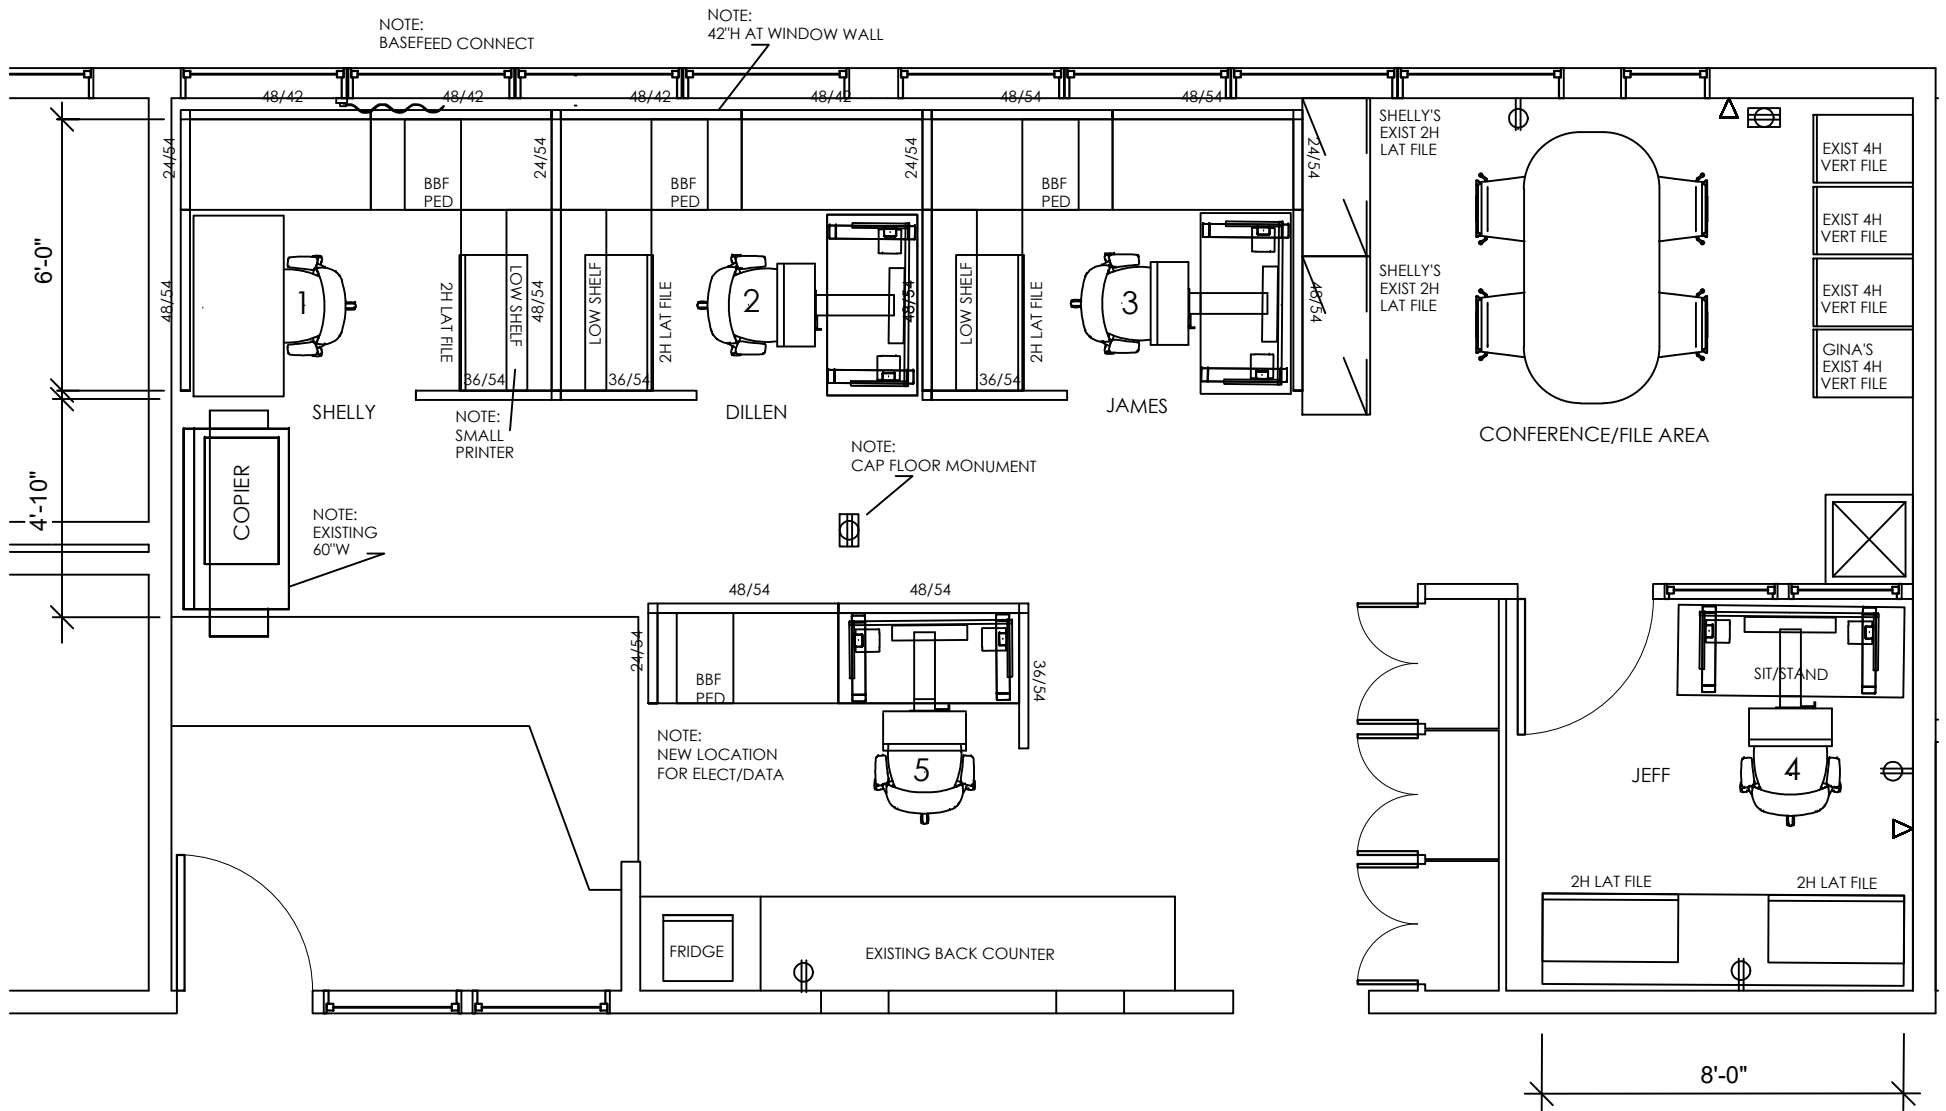 NOTE:
BASEFEED CONNECT
NOTE:
42"H AT WINDOW WALL
48/42
48/42
48/42
48/42
48/54
48/54
6'-0"
24/54
24/54
24/54
24/54
BBF
PED
BBF
PED
BBF
PED
SHELLY'S
EXIST 2H
LAT FILE
EXIST 4H
VERT FILE
EXIST 4H
VERT FILE
EXIST 4H
VERT FILE
GINA'S
EXIST 4H
VERT FILE
SHELLY'S
EXIST 2H
LAT FILE
48/54
1
2H LAT FILE
LOW SHELF
48/54
LOW SHELF
2H LAT FILE
2
48/54
LOW SHELF
2H LAT FILE
3
48/54
36/54
36/54
36/54
SHELLY
DILLEN
JAMES
CONFERENCE/FILE AREA
NOTE:
SMALL
PRINTER
NOTE:
CAP FLOOR MONUMENT
4'-10"
COPIER
NOTE:
EXISTING
60"W
48/54
48/54
24/54
BBF
PED
36/54
SIT/STAND
NOTE:
NEW LOCATION
FOR ELECT/DATA
5
JEFF
4
2H LAT FILE
2H LAT FILE
FRIDGE
EXISTING BACK COUNTER
8'-0"